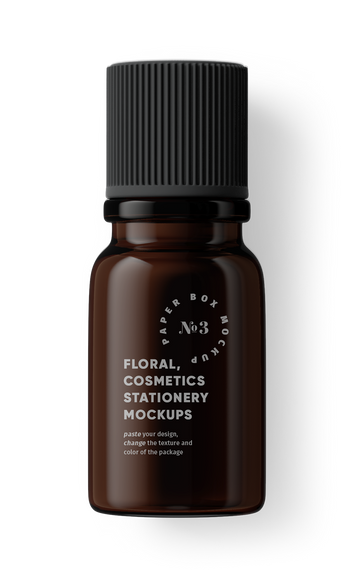 PAPER BOX MOCKUP
№3
FLORAL,
COSMETICS
STATIONERY
MOCKUPS
paste your design,
change the texture and
color of the package